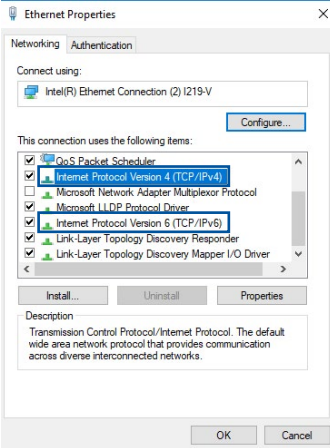 Ethernet Properties
Networking Authentication
Connect using:
Intel(R) Ethernet Connection (2) I219-V
Configure...
This connection uses the following items:
QoS Packet Scheduler
Internet Protocol Version 4 (TCP/IPv4)
Microsoft Network Adapter Multiplexor Protocol
Microsoft LLDP Protocol Driver
Internet Protocol Version 6 (TCP/IPv6)
Link-Layer Topology Discovery Responder
Link-Layer Topology Discovery Mapper I/O Driver
Install... Uninstall Properties
Description
Transmission Control Protocol/Internet Protocol. The default
wide area network protocol that provides communication
across diverse interconnected networks.
OK Cancel